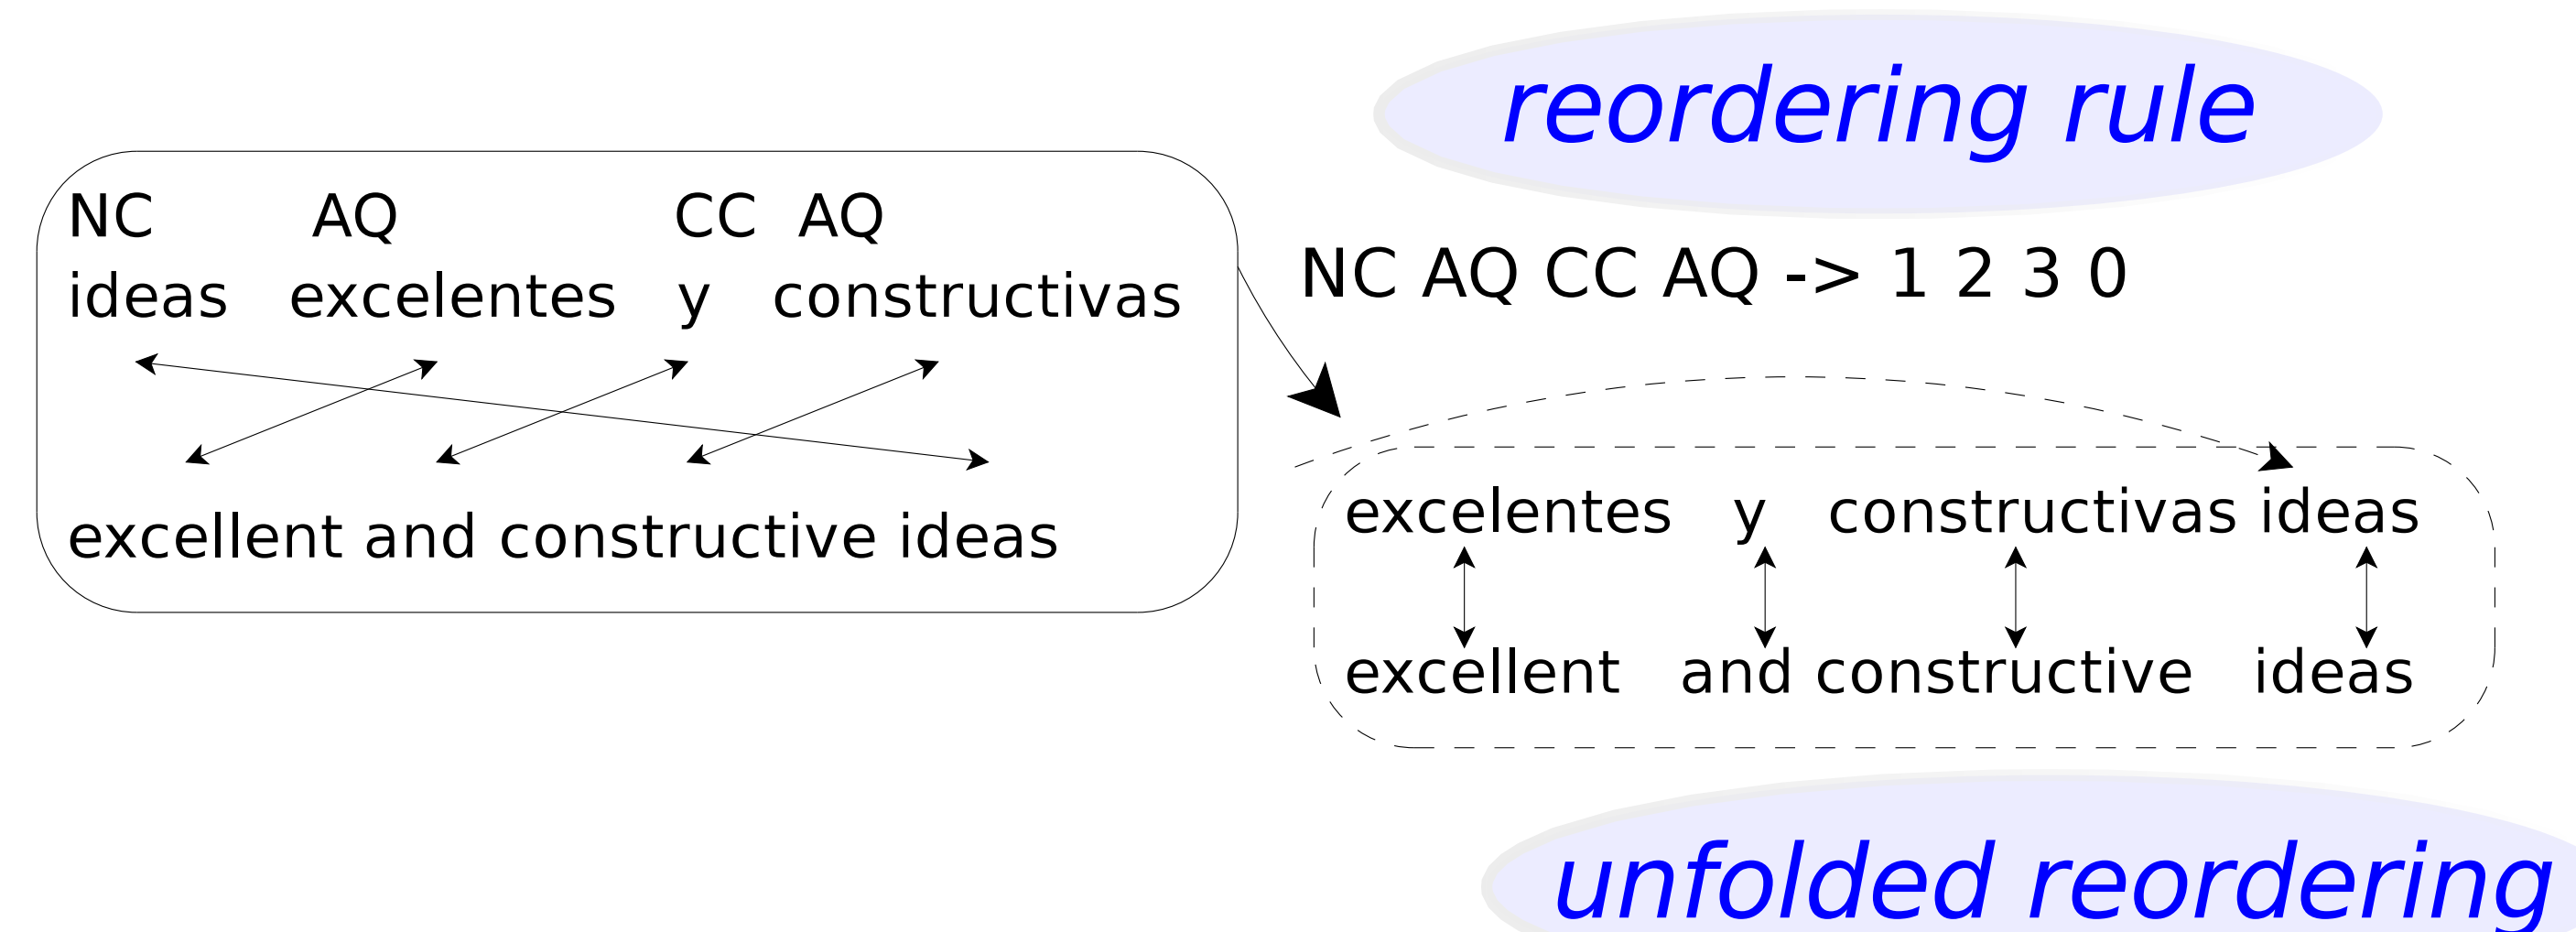 reordering rule
NC AQ CC AQ
ideas excelentes y constructivas
excellent and constructive ideas
NC AQ CC AQ -> 1 2 3 0
excelentes y constructivas ideas
excellent and constructive ideas
unfolded reordering